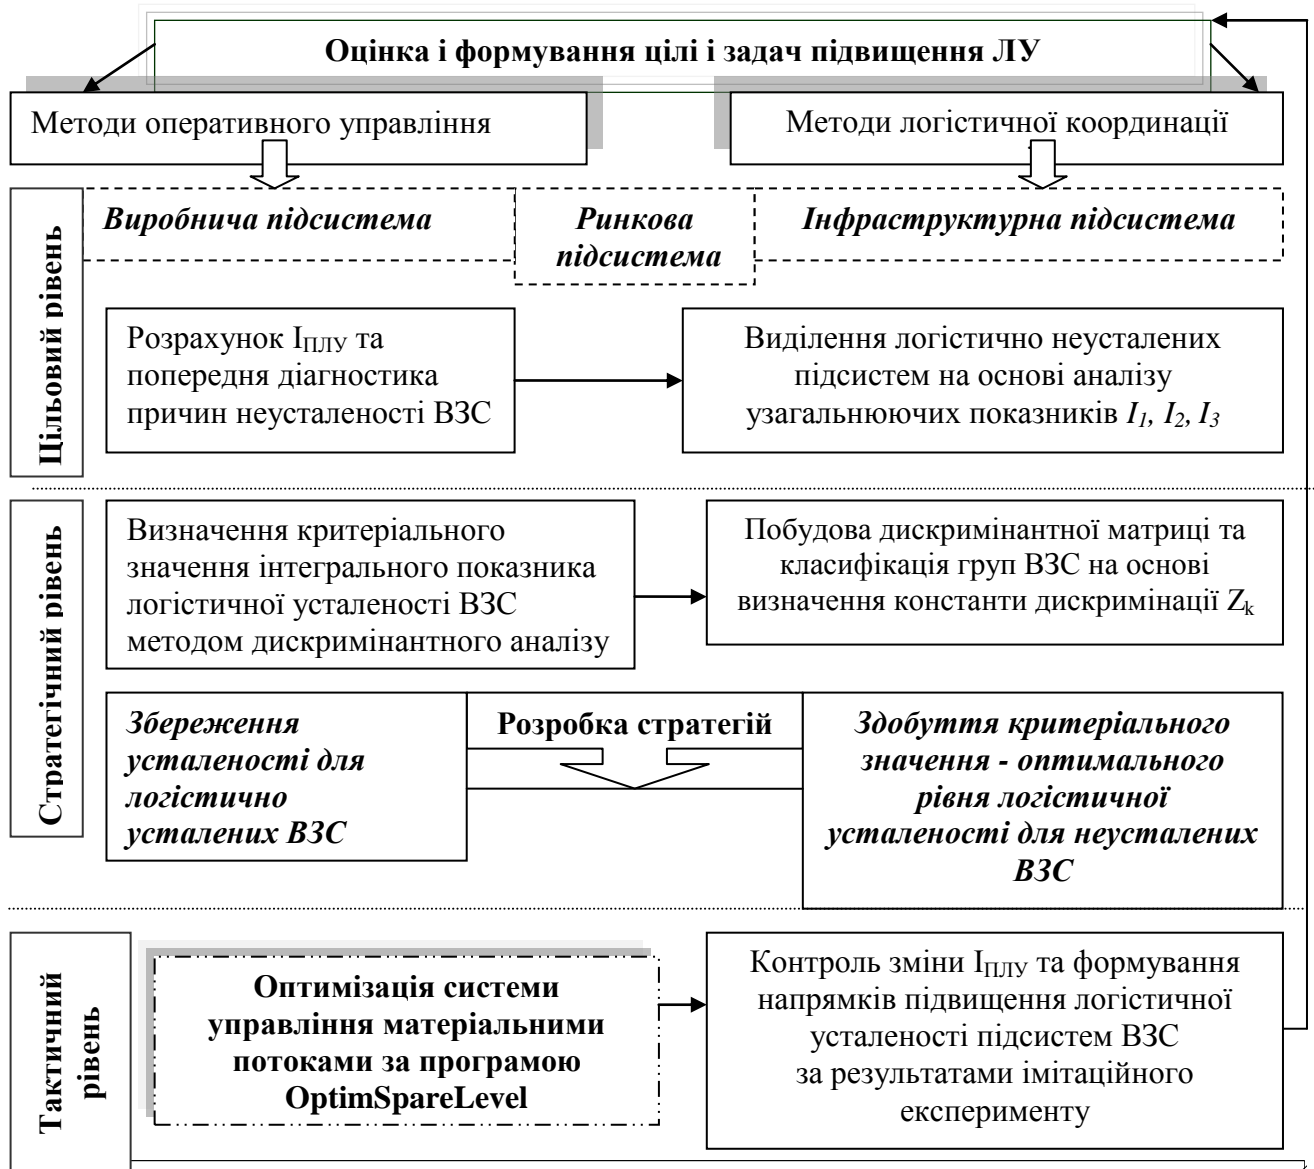 Оцінка і формування цілі і задач підвищення ЛУ
Методи оперативного управління
Методи логістичної координації
Цільовий рівень
Виробнича підсистема
Ринкова
підсистема
Інфраструктурна підсистема
Розрахунок IПЛУ та
попередня діагностика
причин неусталеності ВЗС
Виділення логістично неусталених
підсистем на основі аналізу
узагальнюючих показників I1, I2, I3
Стратегічний рівень
Визначення критеріального
значення інтегрального показника
логістичної усталеності ВЗС
методом дискримінантного аналізу
Побудова дискримінантної матриці та
класифікація груп ВЗС на основі
визначення константи дискримінації Zk
Збереження
усталеності для
логістично
усталених ВЗС
Розробка стратегій
Здобуття критеріального
значення - оптимального
рівня логістичної
усталеності для неусталених
ВЗС
Тактичний
рівень
Оптимізація системи
управління матеріальними
потоками за програмою
OptimSpareLevel
Контроль зміни IПЛУ та формування
напрямків підвищення логістичної
усталеності підсистем ВЗС
за результатами імітаційного
експерименту